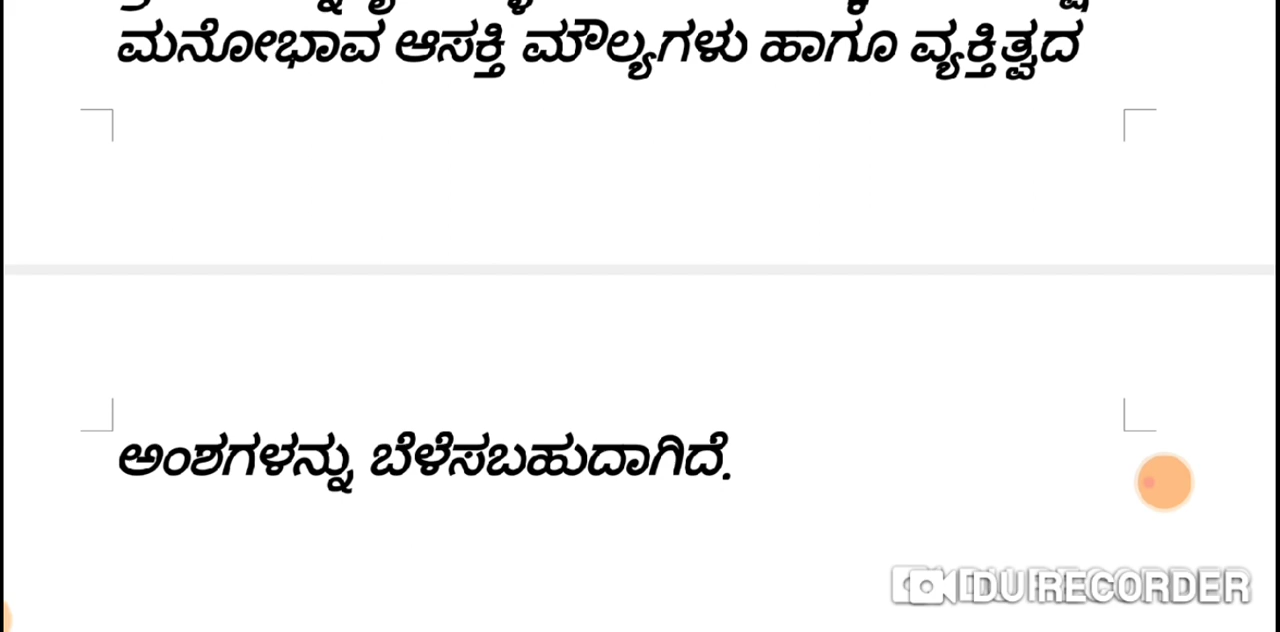 ಮನೋಭಾವ ಆಸಕ್ತಿ ಮೌಲ್ಯಗಳು ಹಾಗೂ ವ್ಯಕ್ತಿತ್ವದ
ಅಂಶಗಳನ್ನು ಬೆಳೆಸಬಹುದಾಗಿದೆ.
DU RECORDER